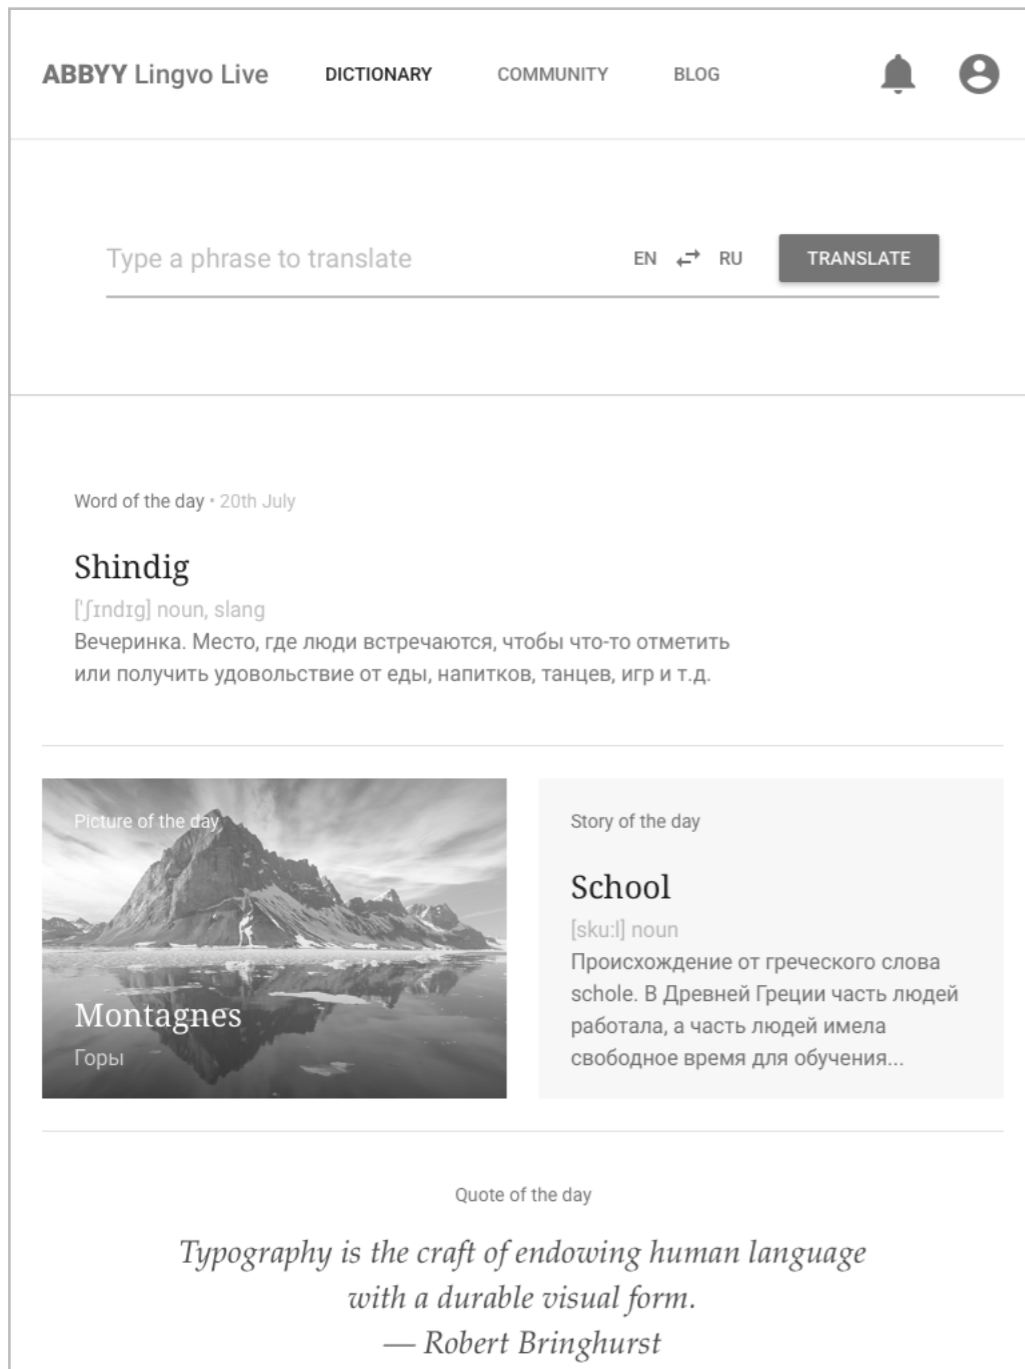 ABBYY Lingvo Live DICTIONARY COMMUNITY BLOG
Type a phrase to translate EN RU TRANSLATE
Word of the day • 20th July
Shindig
['ʃɪndɪg] noun, slang
Вечеринка. Место, где люди встречаются, чтобы что-то отметить
или получить удовольствие от еды, напитков, танцев, игр и т.д.
Picture of the day
Montagnes
Горы
Story of the day
School
[sku:l] noun
Происхождение от греческого слова
schole. В Древней Греции часть людей
работала, а часть людей имела
свободное время для обучения...
Quote of the day
Typography is the craft of endowing human language
with a durable visual form.
— Robert Bringhurst